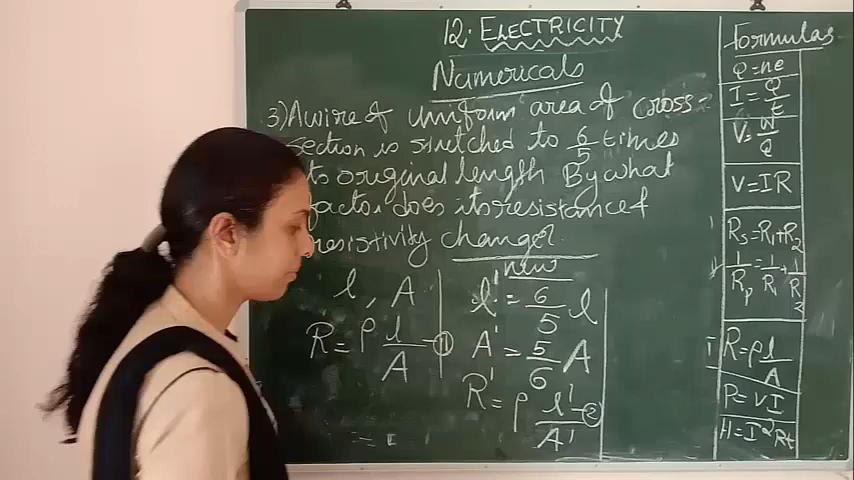 12. ELECTRICITY
Numericals
3) A wire of uniform area of cross-
section is stretched to 6/5 times
its original length By what
factor does its resistance &
resistivity change?
l , A
R = ρ l/A —①
new
l' = 6/5 l
A' = 5/6 A
R' = ρ l'/A' —②
Formulas
Q = ne
I = Q/t
V = W/Q
V = IR
Rs = R1 + R2
1/Rp = 1/R1 + 1/R2
R = ρ l/A
P = VI
H = I²Rt